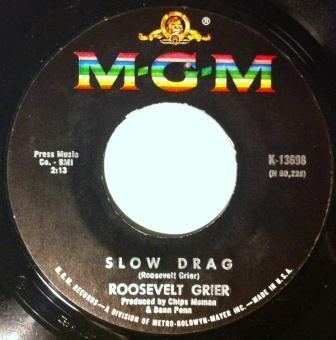 M-G-M
Press Music
Co. - BMI
2:13
K-13698
SLOW DRAG
(Roosevelt Grier)
ROOSEVELT GRIER
Produced by Chips Moman
& Dann Penn
M.G.M. RECORDS — A DIVISION OF METRO-GOLDWYN-MAYER INC. — MADE IN U.S.A.